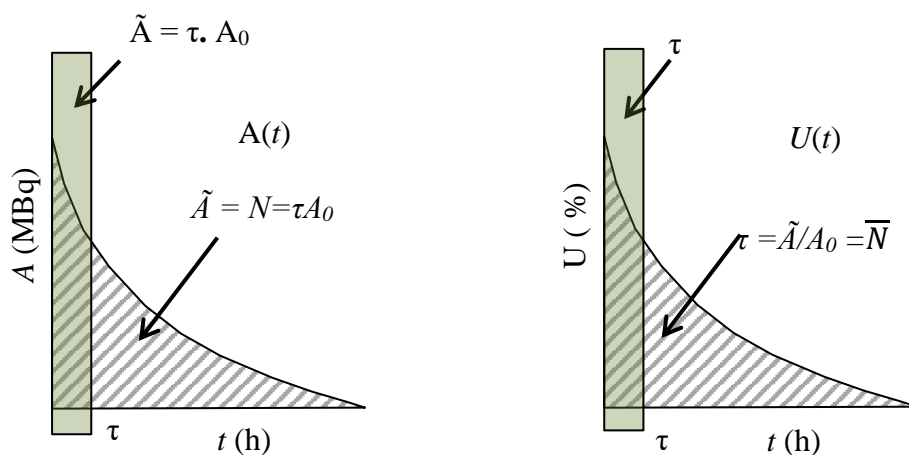 Ã = τ. A₀
A(t)
Ã = N=τA₀
A (MBq)
τ
t (h)
τ
U(t)
τ =Ã/A₀ =N̅
U ( %)
τ
t (h)